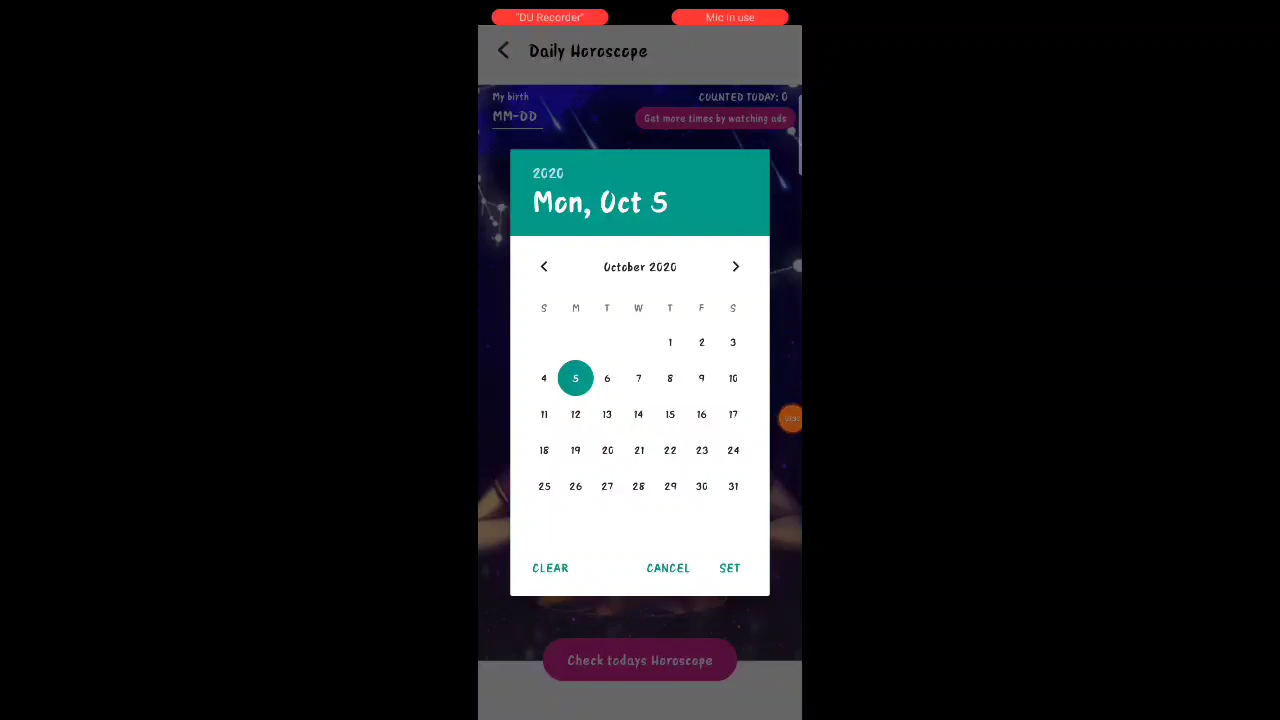 "DU Recorder" Mic in use
Daily Horoscope
My birth COUNTED TODAY: 0
MM-DD Get more times by watching ads
2020
Mon, Oct 5
October 2020
S M T W T F S
1 2 3
4 5 6 7 8 9 10
11 12 13 14 15 16 17
18 19 20 21 22 23 24
25 26 27 28 29 30 31
CLEAR CANCEL SET
Check todays Horoscope